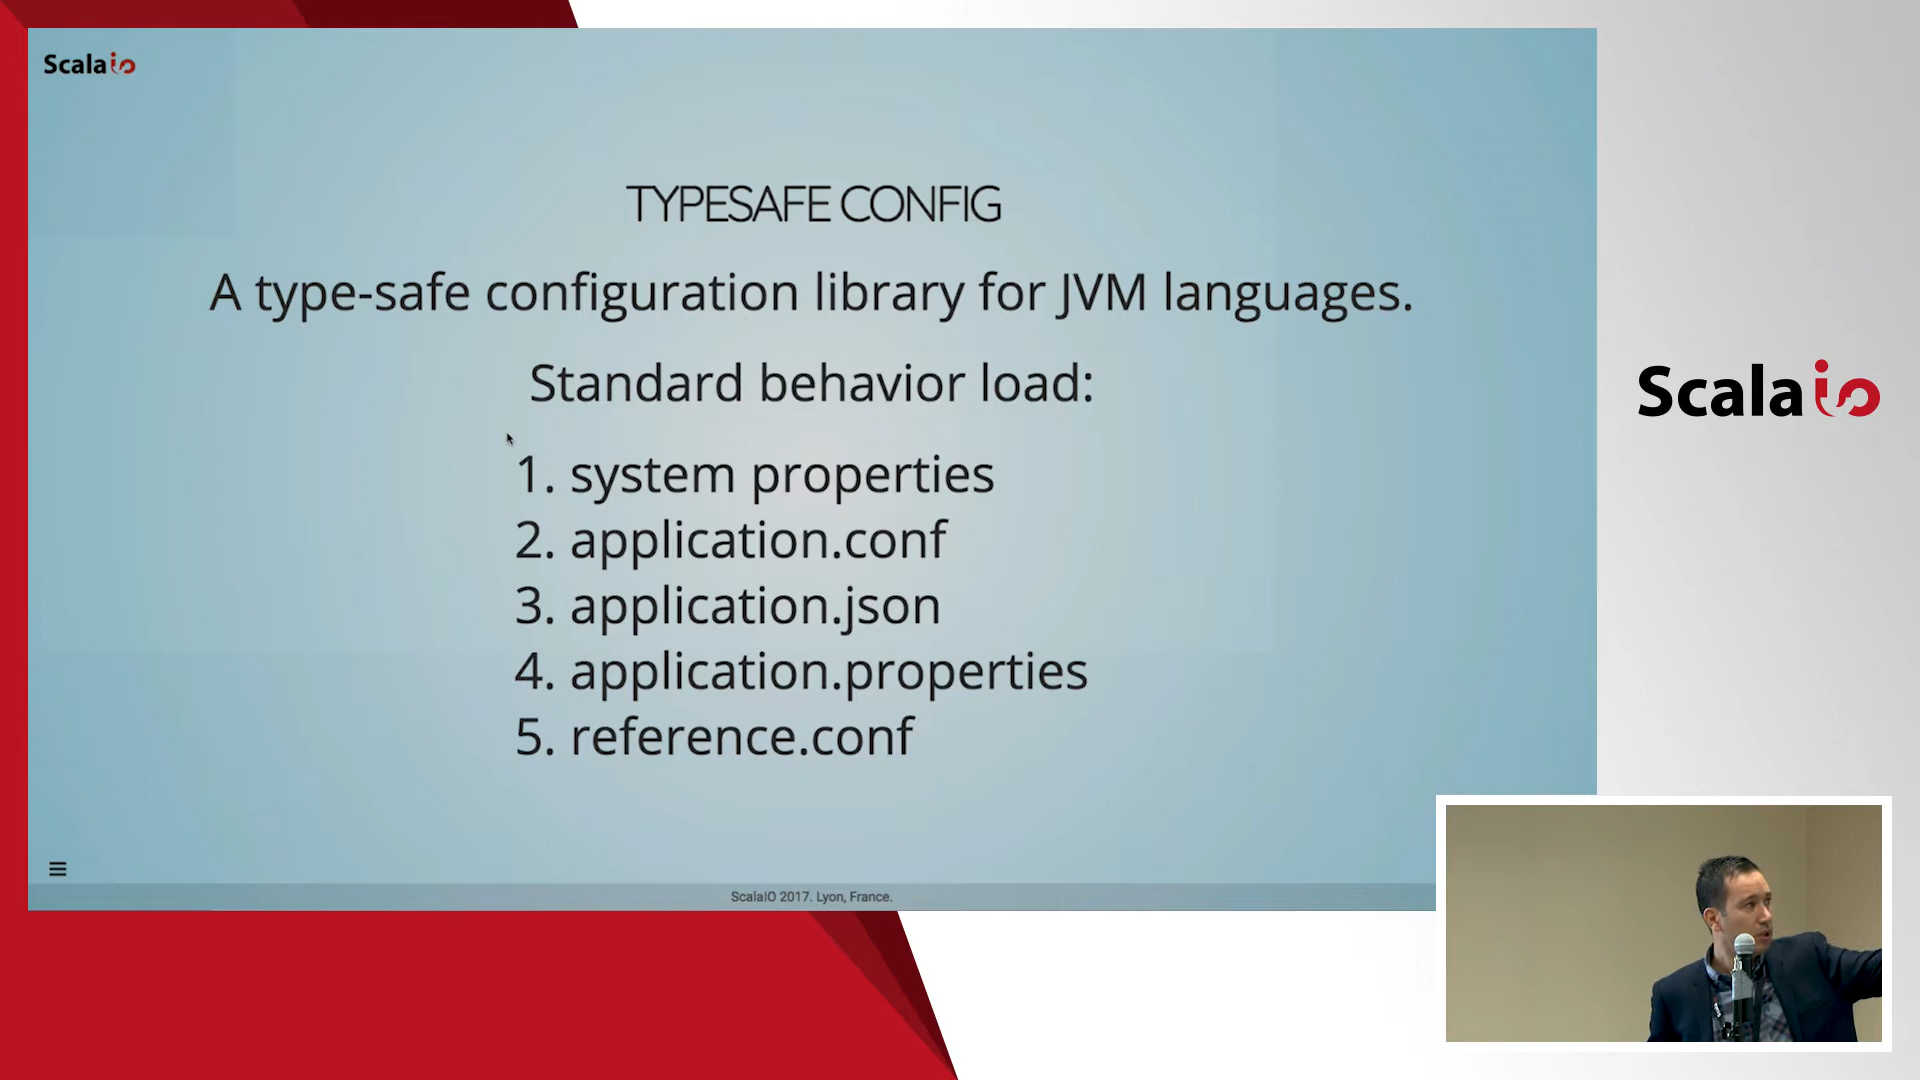 Scalaio
TYPESAFE CONFIG
A type-safe configuration library for JVM languages.
Standard behavior load:
1. system properties
2. application.conf
3. application.json
4. application.properties
5. reference.conf
ScalaIO 2017. Lyon, France.
Scalaio